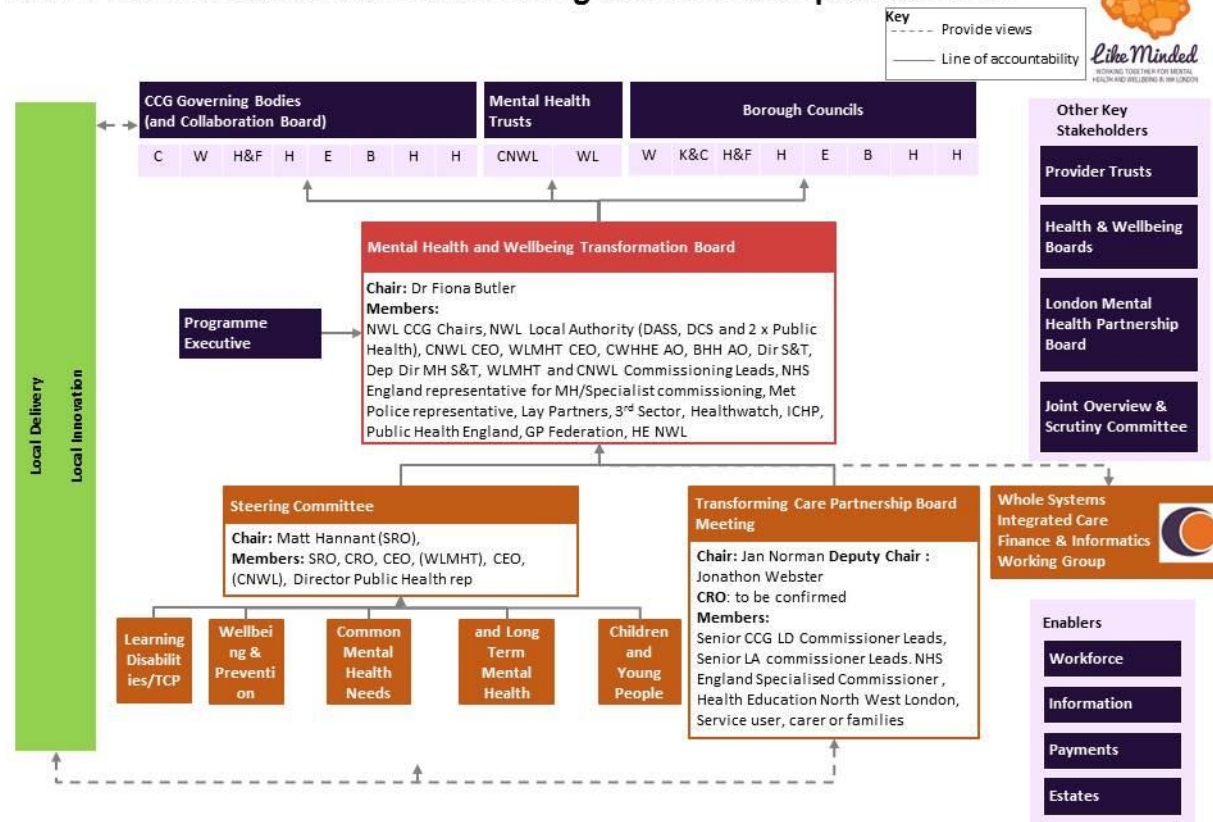 Key
Provide views
Line of accountability
Like Minded
WORKING TOGETHER FOR MENTAL
HEALTH AND WELLBEING IN NW LONDON
CCG Governing Bodies
(and Collaboration Board)
C W H&F H E B H H
Mental Health
Trusts
CNWL WL
Borough Councils
W K&C H&F H E B H H
Other Key
Stakeholders
Provider Trusts
Health & Wellbeing
Boards
London Mental
Health Partnership
Board
Joint Overview &
Scrutiny Committee
Local Delivery
Local Innovation
Programme
Executive
Mental Health and Wellbeing Transformation Board
Chair: Dr Fiona Butler
Members:
NWL CCG Chairs, NWL Local Authority (DASS, DCS and 2 x Public
Health), CNWL CEO, WLMHT CEO, CWHHE AO, BHH AO, Dir S&T,
Dep Dir MH S&T, WLMHT and CNWL Commissioning Leads, NHS
England representative for MH/Specialist commissioning, Met
Police representative, Lay Partners, 3rd Sector, Healthwatch, ICHP,
Public Health England, GP Federation, HE NWL
Steering Committee
Chair: Matt Hannant (SRO),
Members: SRO, CRO, CEO, (WLMHT), CEO,
(CNWL), Director Public Health rep
Learning
Disabilit
ies/TCP
Wellbei
ng &
Preventi
on
Common
Mental
Health
Needs
and Long
Term
Mental
Health
Children
and
Young
People
Transforming Care Partnership Board
Meeting
Chair: Jan Norman Deputy Chair :
Jonathon Webster
CRO: to be confirmed
Members:
Senior CCG LD Commissioner Leads,
Senior LA commissioner Leads. NHS
England Specialised Commissioner ,
Health Education North West London,
Service user, carer or families
Whole Systems
Integrated Care
Finance & Informatics
Working Group
Enablers
Workforce
Information
Payments
Estates